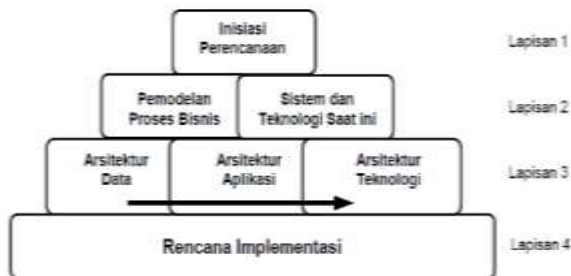 Inisiasi
Perencanaan
Lapisan 1
Pemodelan
Proses Bisnis
Sistem dan
Teknologi Saat ini
Lapisan 2
Arsitektur
Data
Arsitektur
Aplikasi
Arsitektur
Teknologi
Lapisan 3
Rencana Implementasi
Lapisan 4